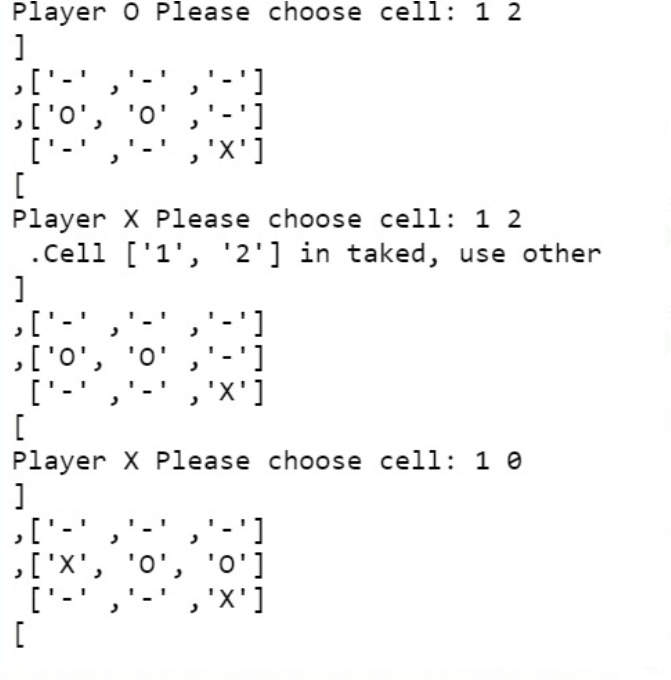 Player O Please choose cell: 1 2
]
,['-' ,'-' ,'-']
,['O', 'O' ,'-']
['-' ,'-' ,'X']
[
Player X Please choose cell: 1 2
.Cell ['1', '2'] in taked, use other
]
,['-' ,'-' ,'-']
,['O', 'O' ,'-']
['-' ,'-' ,'X']
[
Player X Please choose cell: 1 0
]
,['-' ,'-' ,'-']
,['X', 'O', 'O']
['-' ,'-' ,'X']
[